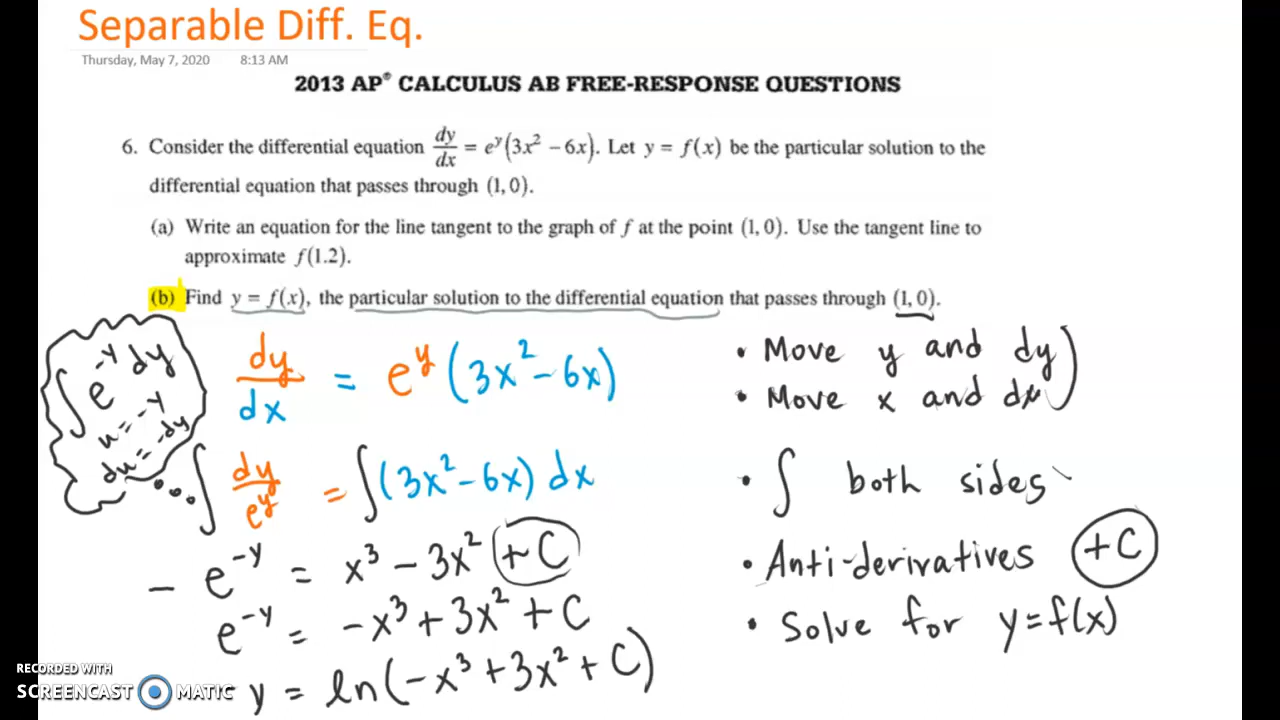 Separable Diff. Eq.
Thursday, May 7, 2020 8:13 AM
2013 AP® CALCULUS AB FREE-RESPONSE QUESTIONS
6. Consider the differential equation dy/dx = e^y(3x² − 6x). Let y = f(x) be the particular solution to the
differential equation that passes through (1, 0).
(a) Write an equation for the line tangent to the graph of f at the point (1, 0). Use the tangent line to
approximate f(1.2).
(b) Find y = f(x), the particular solution to the differential equation that passes through (1, 0).
∫ e^-y dy
u = -y
du = -dy
dy/dx = e^y (3x² − 6x)
∫ dy/e^y = ∫(3x² − 6x) dx
− e^-y = x³ − 3x² + C
e^-y = −x³ + 3x² + C
y = ln(−x³ + 3x² + C)
• Move y and dy
• Move x and dx
• ∫ both sides
• Anti-derivatives +C
• Solve for y=f(x)
RECORDED WITH
SCREENCAST MATIC